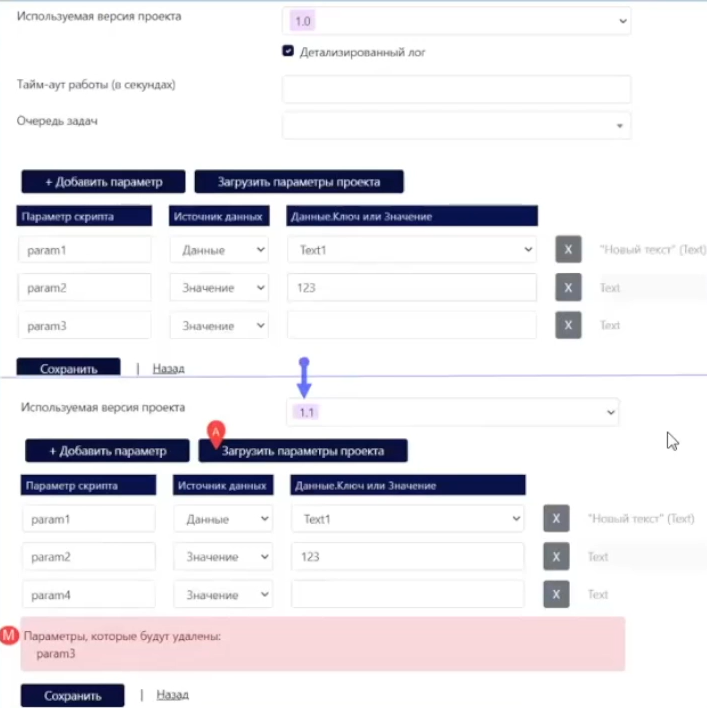 Используемая версия проекта 1.0
Детализированный лог
Тайм-аут работы (в секундах)
Очередь задач
+ Добавить параметр Загрузить параметры проекта
Параметр скрипта Источник данных Данные.Ключ или Значение
param1 Данные Text1 X "Новый текст" (Text)
param2 Значение 123 X Text
param3 Значение X Text
Сохранить | Назад
Используемая версия проекта 1.1
A
+ Добавить параметр Загрузить параметры проекта
Параметр скрипта Источник данных Данные.Ключ или Значение
param1 Данные Text1 X "Новый текст" (Text)
param2 Значение 123 X Text
param4 Значение X Text
M Параметры, которые будут удалены:
param3
Сохранить | Назад